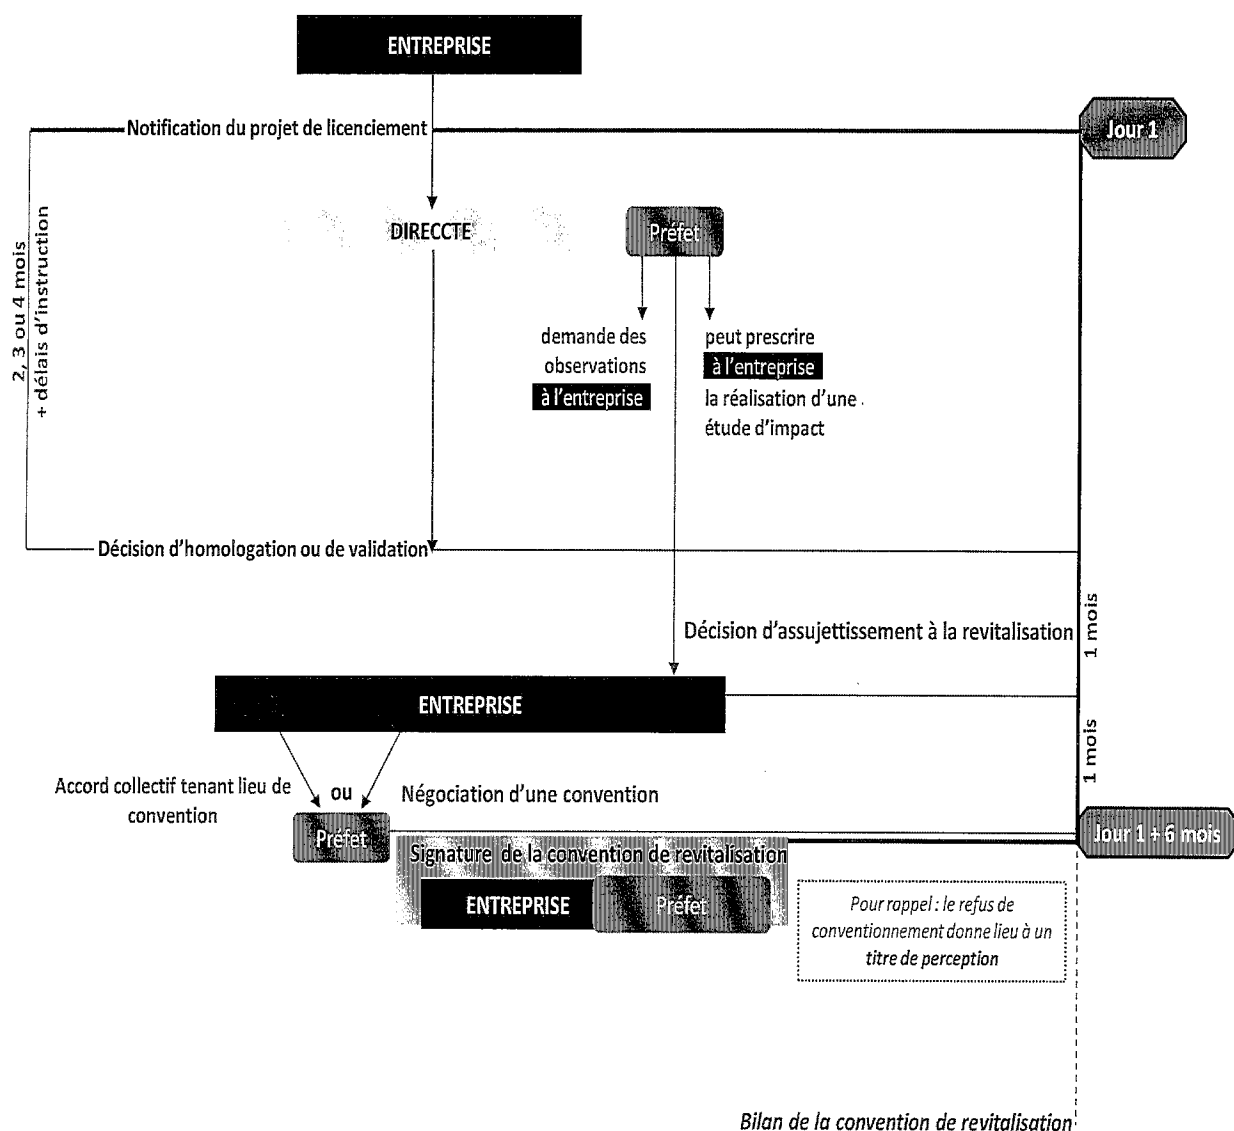 ENTREPRISE
Notification du projet de licenciement
Jour 1
2, 3 ou 4 mois
+ délais d'instruction
DIRECCTE
Préfet
demande des
observations
à l'entreprise
peut prescrire
à l'entreprise
la réalisation d'une
étude d'impact
Décision d'homologation ou de validation
Décision d'assujettissement à la revitalisation
1 mois
ENTREPRISE
1 mois
Accord collectif tenant lieu de
convention
ou
Négociation d'une convention
Préfet
Jour 1 + 6 mois
Signature de la convention de revitalisation
ENTREPRISE
Préfet
Pour rappel : le refus de
conventionnement donne lieu à un
titre de perception
Bilan de la convention de revitalisation